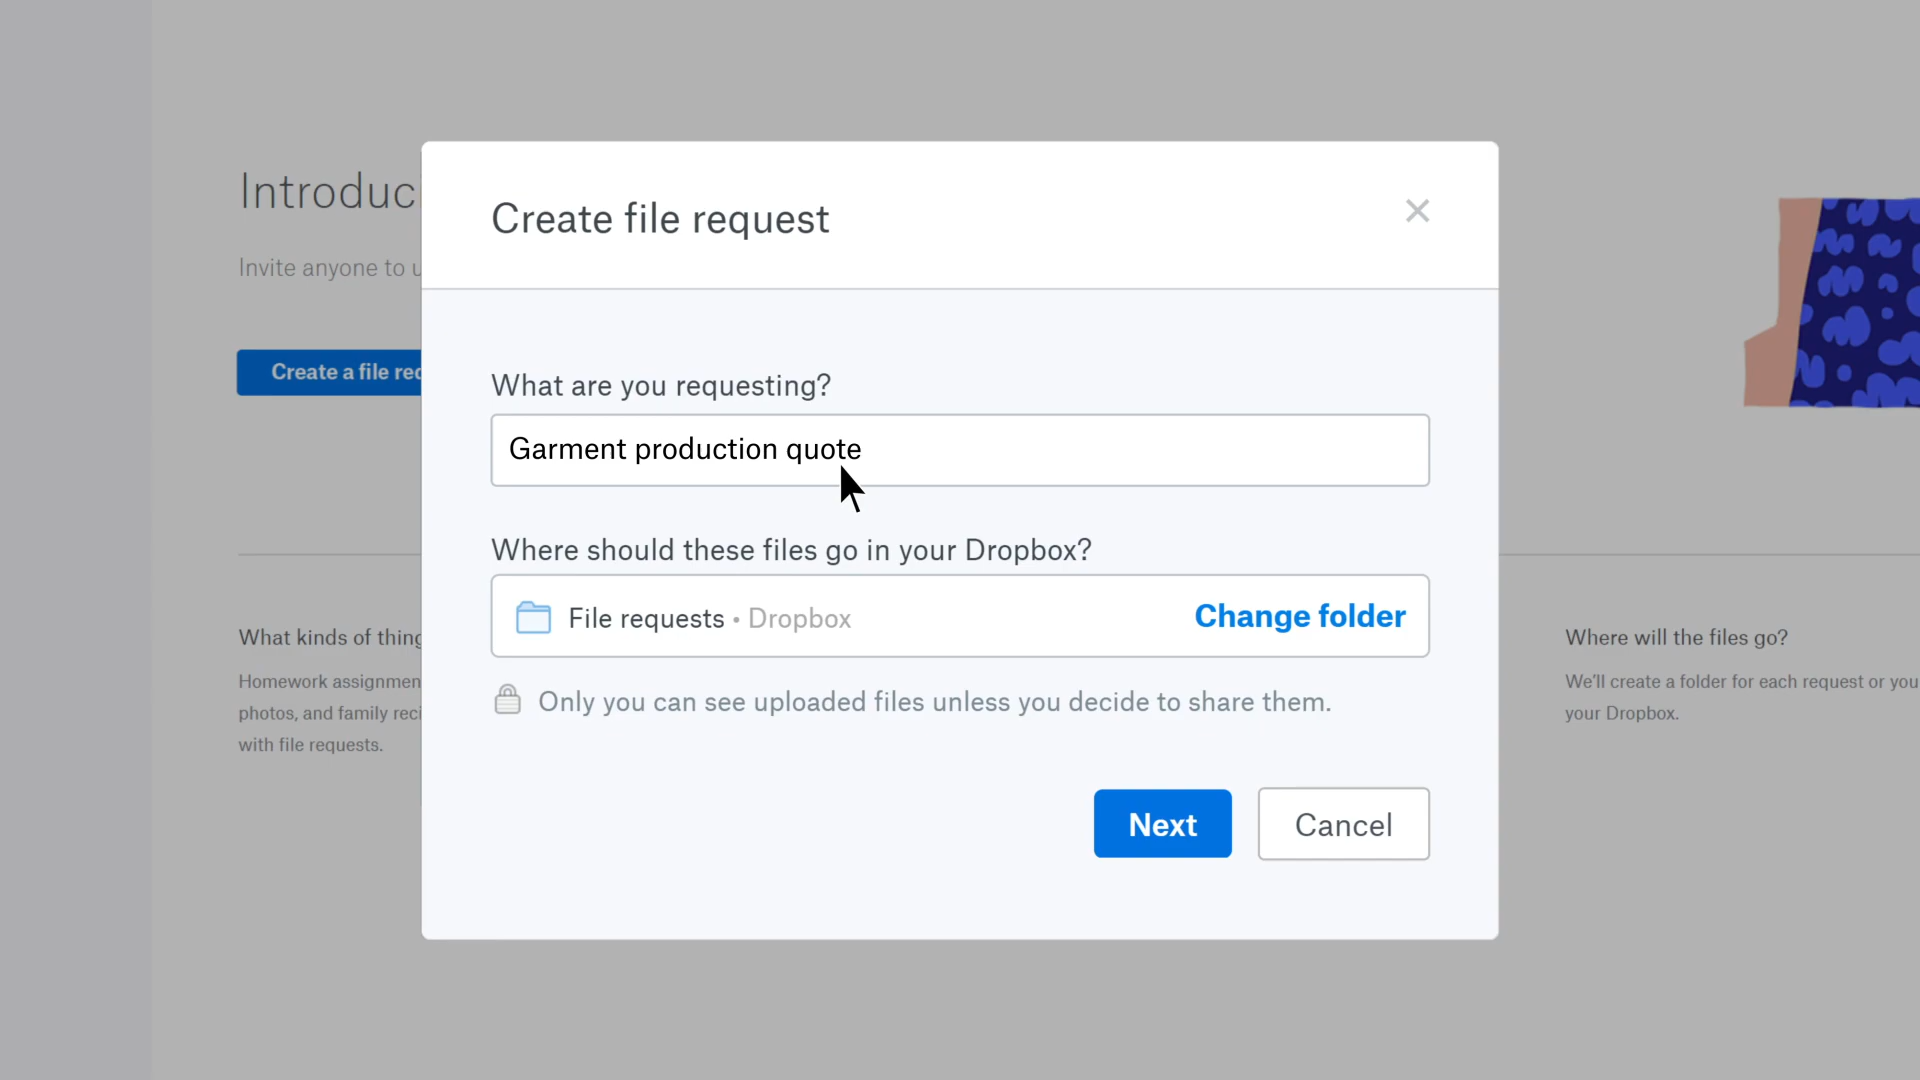 Introduci
Invite anyone to u
Create a file rec
Create file request
What are you requesting?
Garment production quote
Where should these files go in your Dropbox?
File requests • Dropbox
Change folder
Only you can see uploaded files unless you decide to share them.
Next
Cancel
What kinds of thing
Homework assignmen
photos, and family reci
with file requests.
Where will the files go?
We'll create a folder for each request or you
your Dropbox.